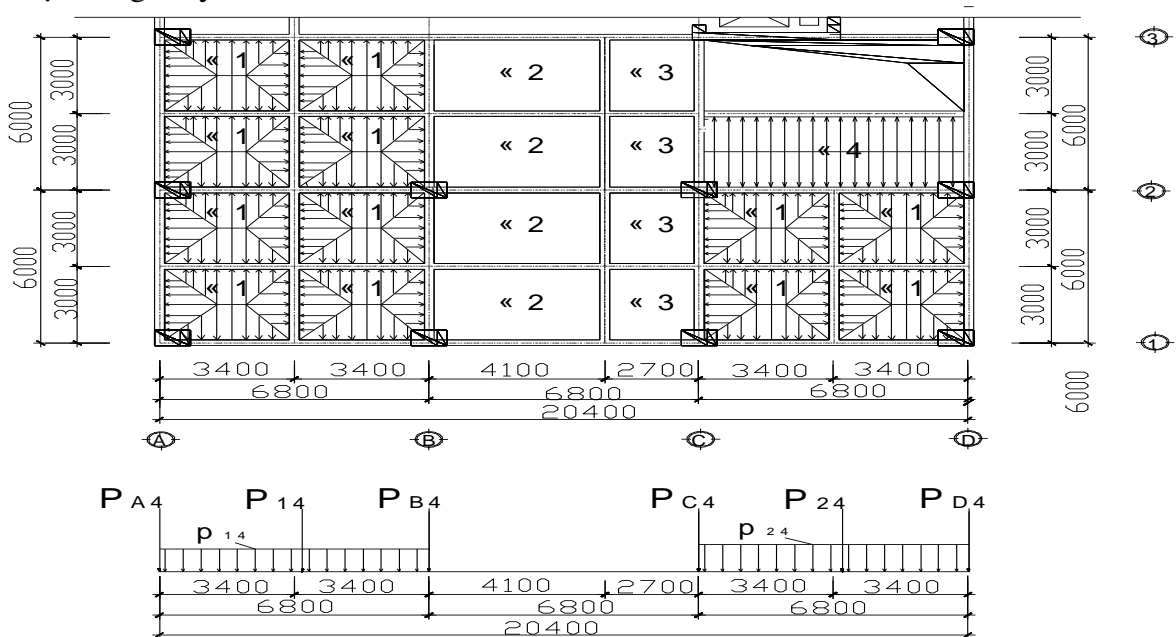 « 1 « 1 « 2 « 3
« 1 « 1 « 2 « 3 « 4
« 1 « 1 « 2 « 3 « 1 « 1
« 1 « 1 « 2 « 3 « 1 « 1
6000 3000 3000 6000 3
3000 3000 2
6000 3000 3000 6000
3000 3000 1
3400 3400 4100 2700 3400 3400
6800 6800 6800 6000
20400
A B C D
P A4 P 14 P B4 P C4 P 24 P D4
p 14 p 24
3400 3400 4100 2700 3400 3400
6800 6800 6800
20400